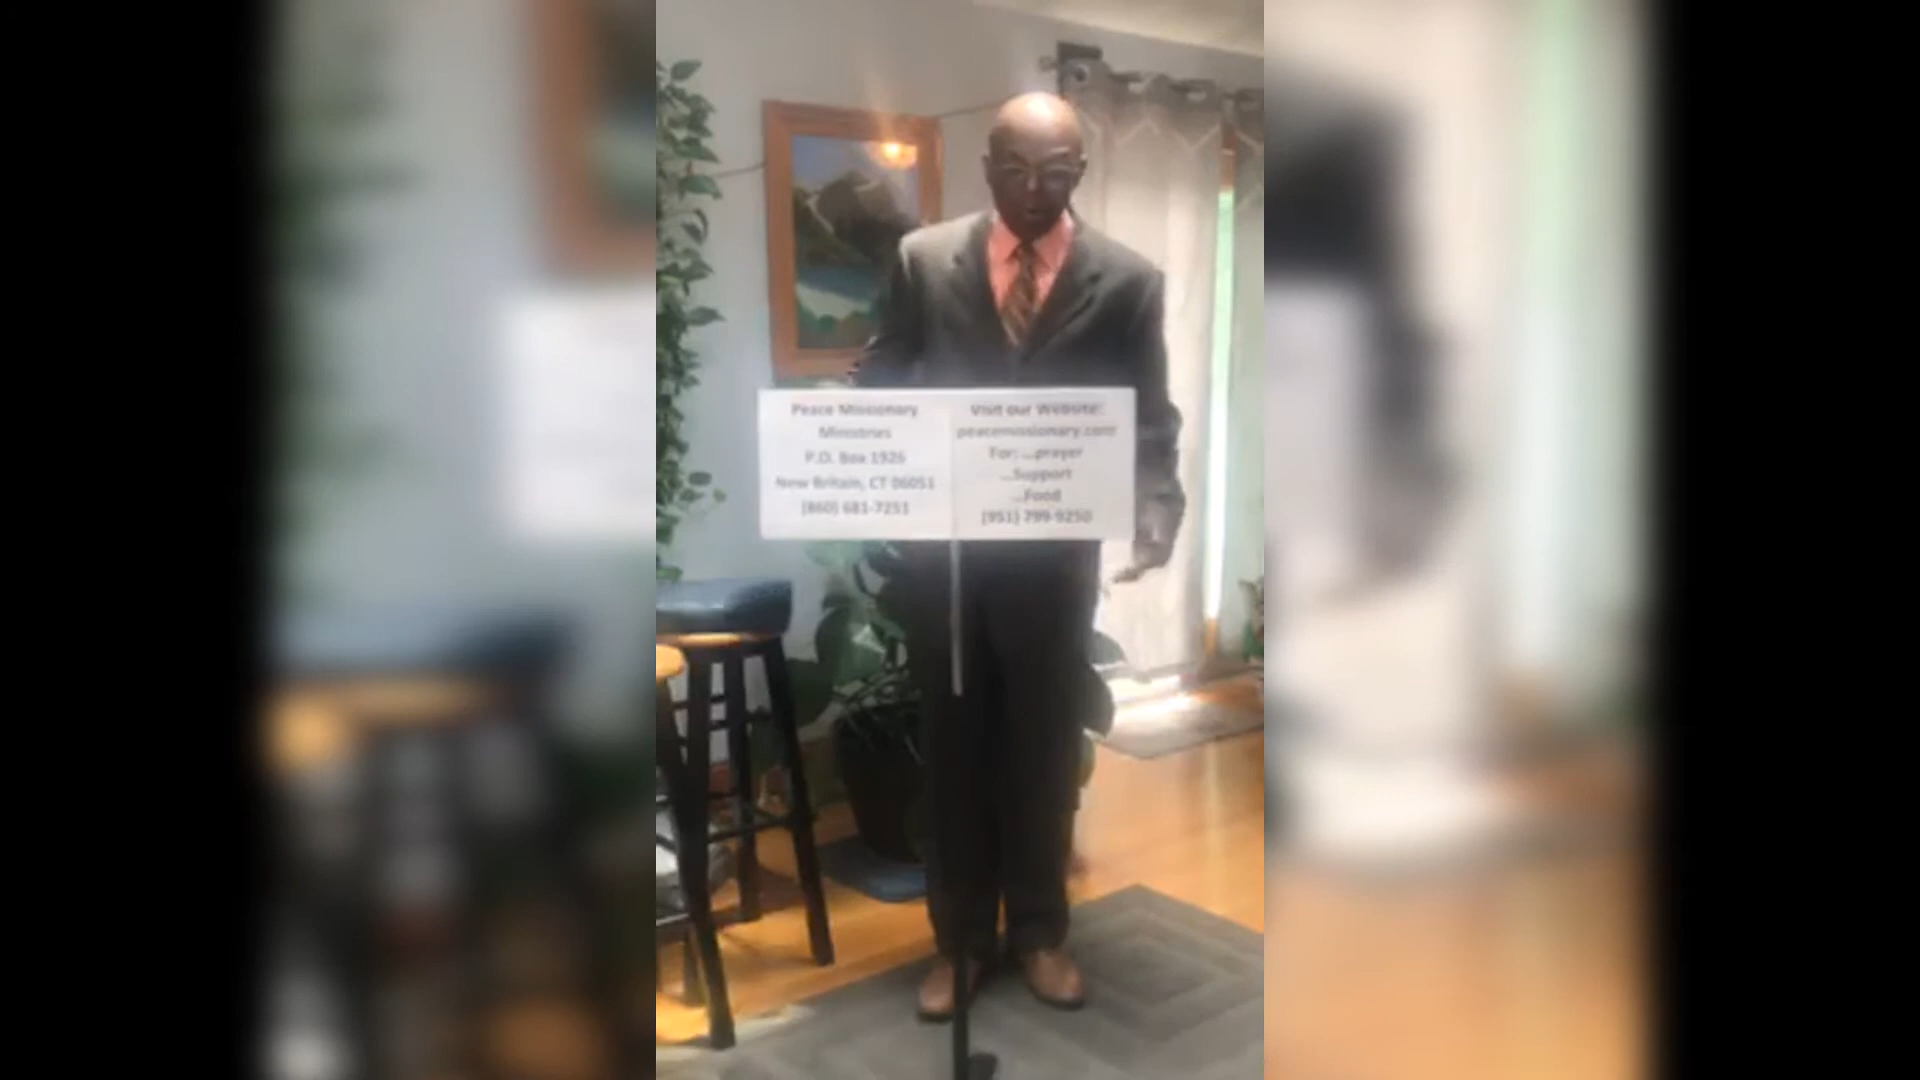 Peace Missionary
Ministries
P.O. Box 1926
New Britain, CT 06051
(860) 681-7251
Visit our Website:
peacemissionary.com
For: ...prayer
...Support
...Food
(951) 799-9250